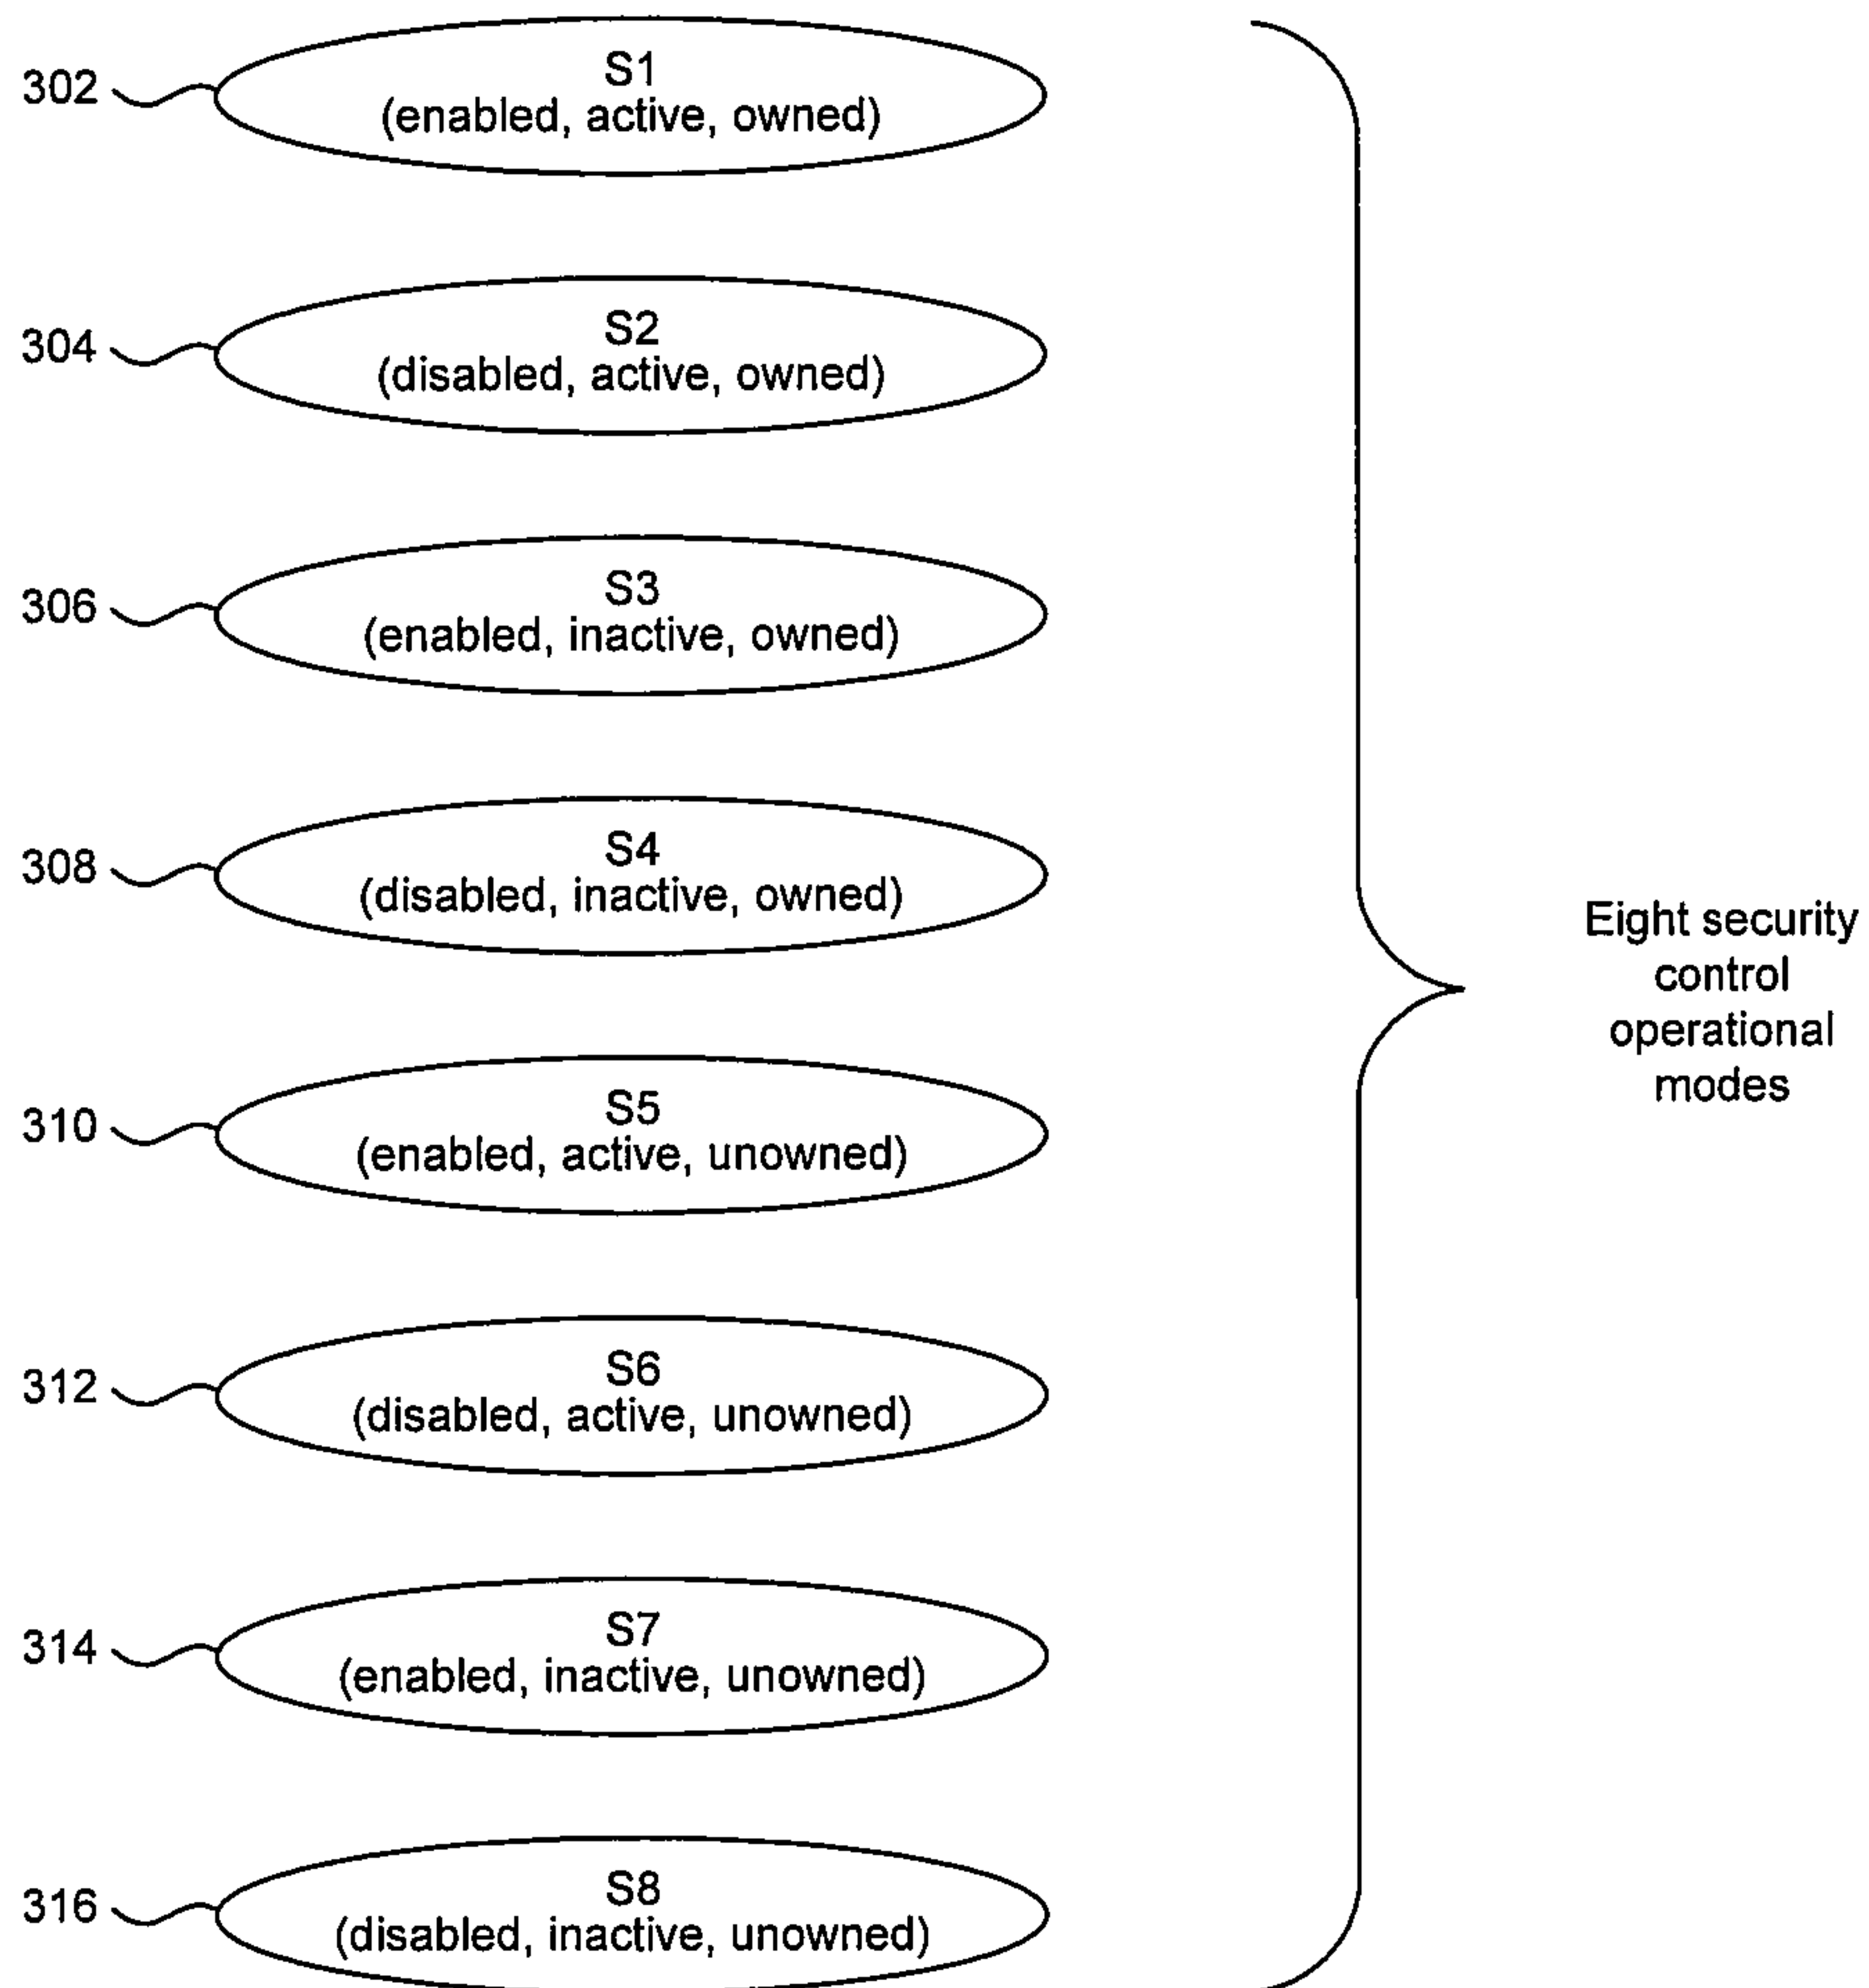 302
S1
(enabled, active, owned)
304
S2
(disabled, active, owned)
306
S3
(enabled, inactive, owned)
308
S4
(disabled, inactive, owned)
310
S5
(enabled, active, unowned)
312
S6
(disabled, active, unowned)
314
S7
(enabled, inactive, unowned)
316
S8
(disabled, inactive, unowned)
Eight security
control
operational
modes